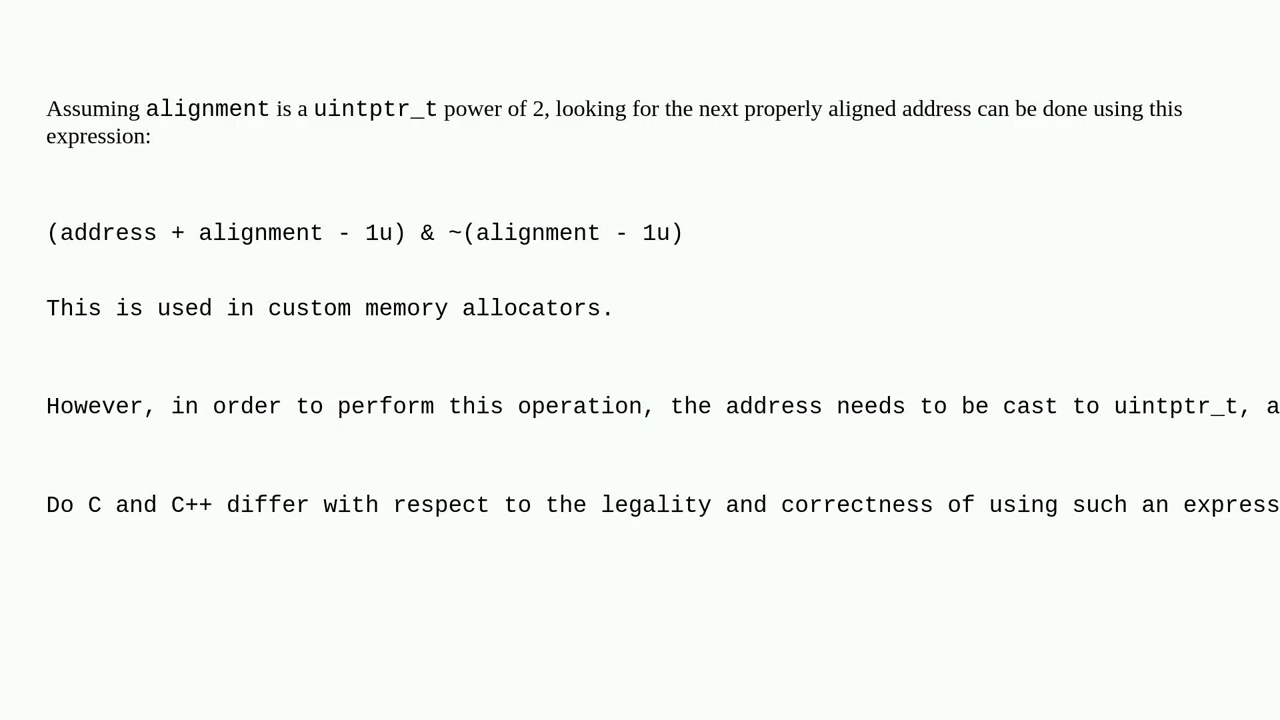 Assuming alignment is a uintptr_t power of 2, looking for the next properly aligned address can be done using this
expression:
(address + alignment - 1u) & ~(alignment - 1u)
This is used in custom memory allocators.
However, in order to perform this operation, the address needs to be cast to uintptr_t, a
Do C and C++ differ with respect to the legality and correctness of using such an express